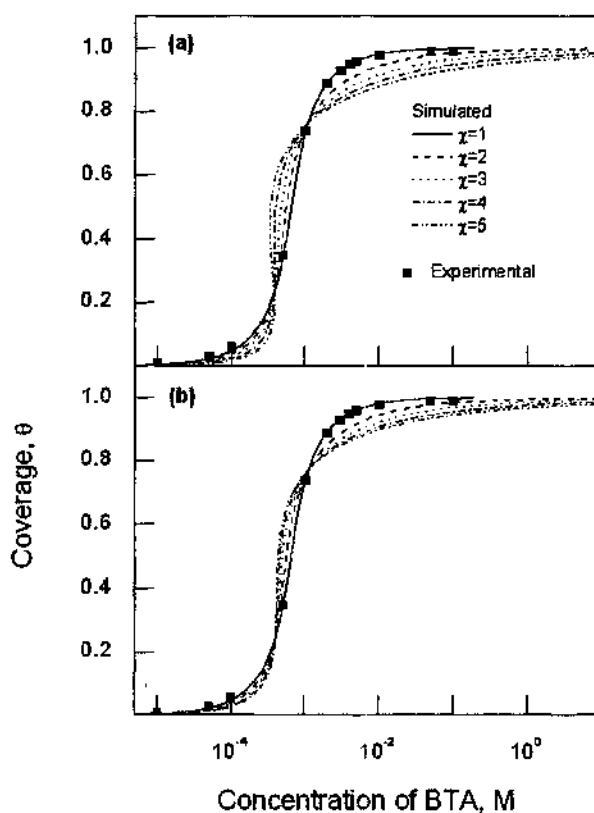 (a)
1.0
0.8
0.6
0.4
0.2
Simulated
χ=1
χ=2
χ=3
χ=4
χ=5
Experimental
(b)
1.0
0.8
0.6
0.4
0.2
Coverage, θ
10⁻⁴
10⁻²
10⁰
Concentration of BTA, M